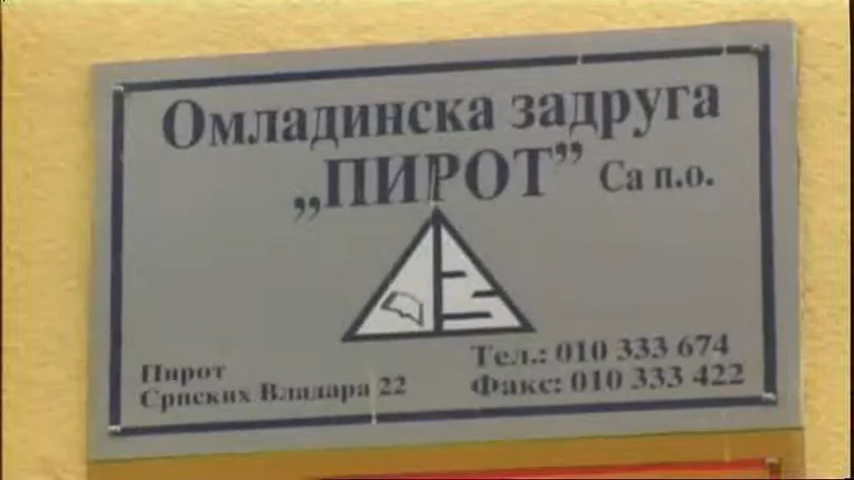 Омладинска задруга
„ПИРОТ” Са п.о.
Пирот
Српских Владара 22
Тел.: 010 333 674
Факс: 010 333 422